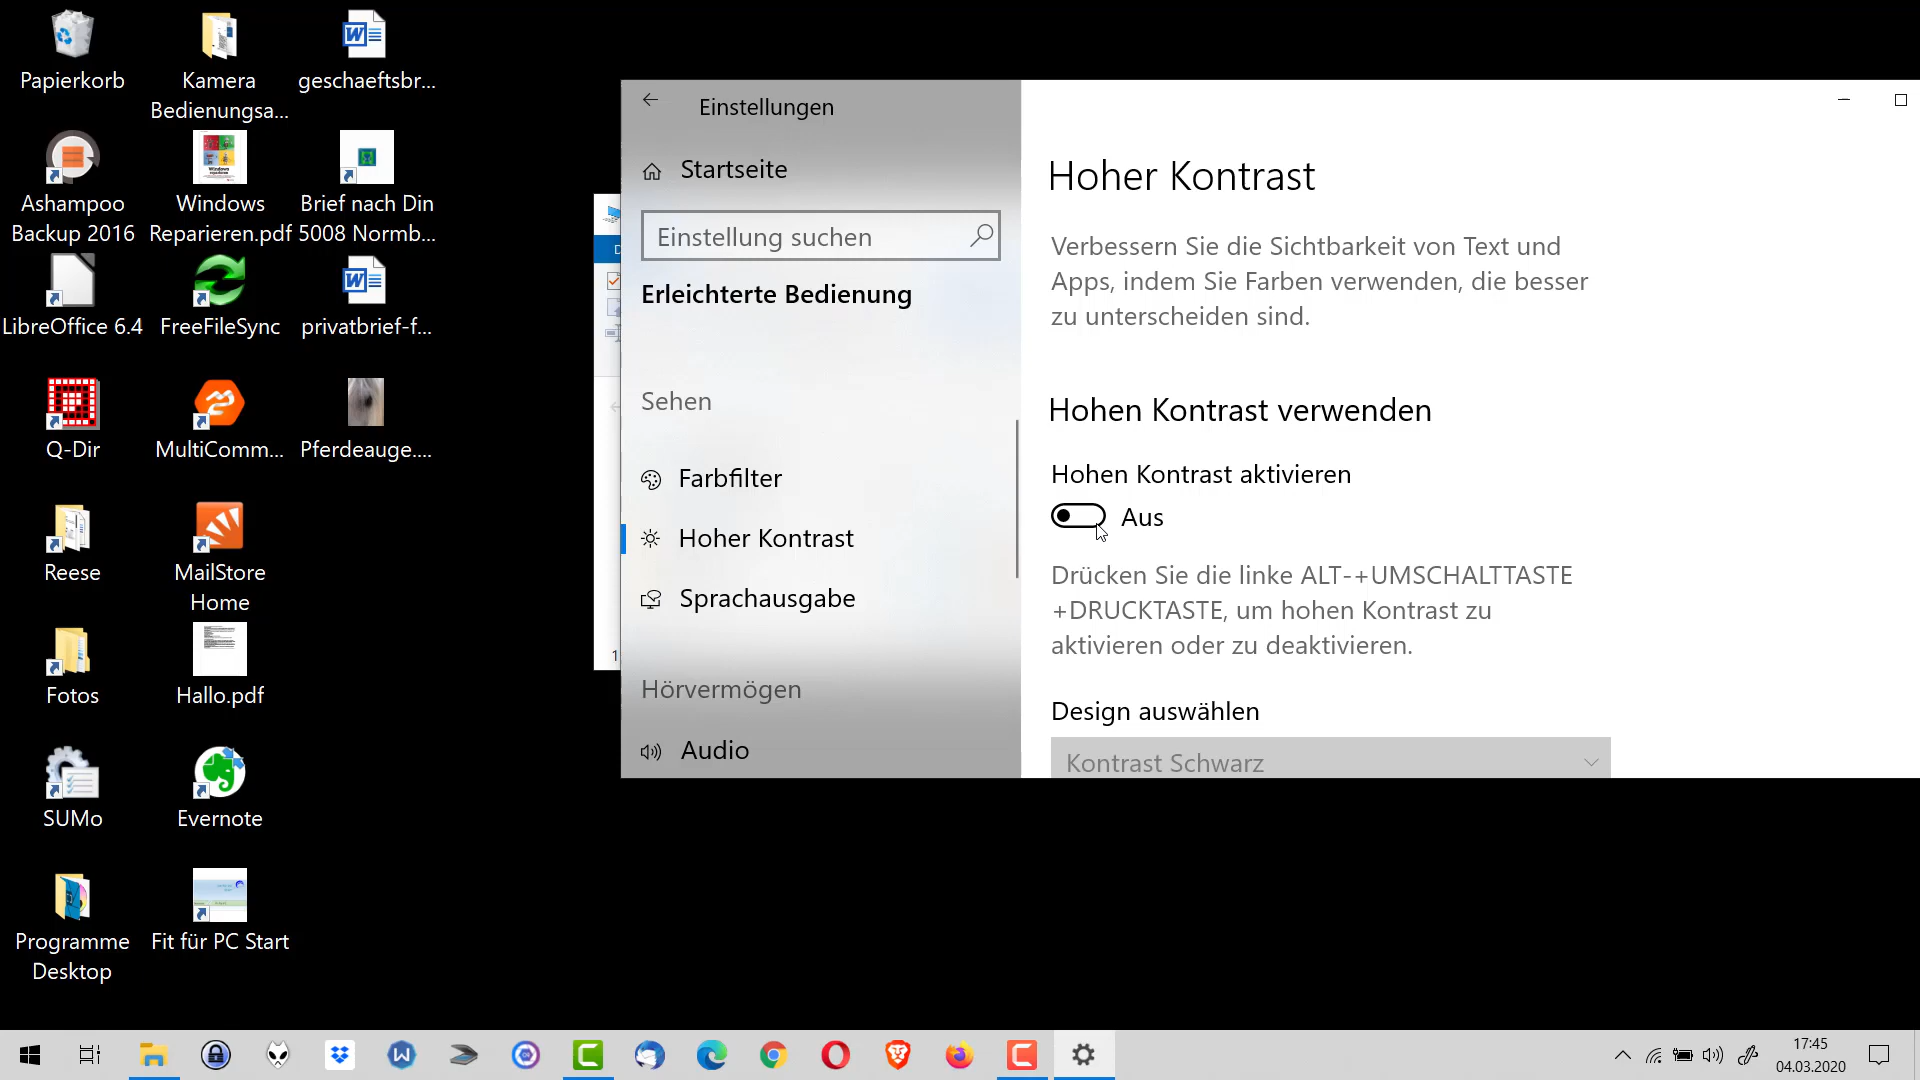 Papierkorb
Kamera
Bedienungsa...
geschaeftsbr...
Ashampoo
Backup 2016
Windows
Reparieren.pdf
Brief nach Din
5008 Normb...
LibreOffice 6.4
FreeFileSync
privatbrief-f...
Q-Dir
MultiComm...
Pferdeauge....
Reese
MailStore
Home
Fotos
Hallo.pdf
SUMo
Evernote
Programme
Desktop
Fit für PC Start
Einstellungen
Startseite
Einstellung suchen
Erleichterte Bedienung
Sehen
Farbfilter
Hoher Kontrast
Sprachausgabe
Hörvermögen
Audio
Hoher Kontrast
Verbessern Sie die Sichtbarkeit von Text und
Apps, indem Sie Farben verwenden, die besser
zu unterscheiden sind.
Hohen Kontrast verwenden
Hohen Kontrast aktivieren
Aus
Drücken Sie die linke ALT-+UMSCHALTTASTE
+DRUCKTASTE, um hohen Kontrast zu
aktivieren oder zu deaktivieren.
Design auswählen
Kontrast Schwarz
17:45
04.03.2020